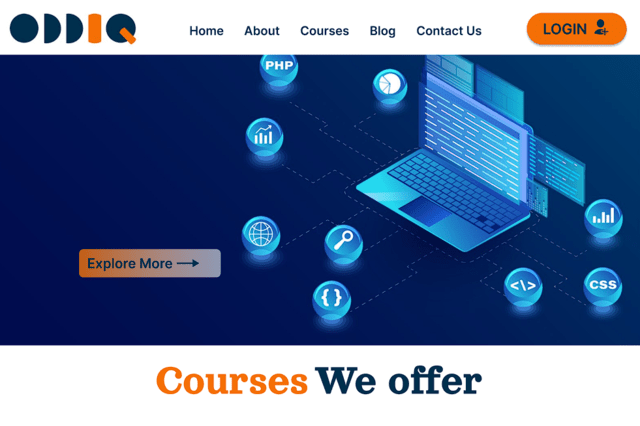 ODDIQ
Home About Courses Blog Contact Us
LOGIN
PHP
Explore More
{ }
</>
CSS
Courses We offer